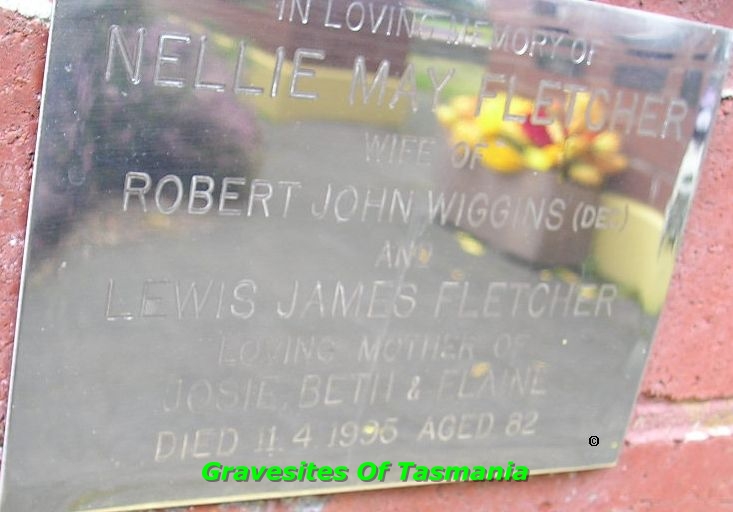 IN LOVING MEMORY OF
NELLIE MAY FLETCHER
WIFE OF
ROBERT JOHN WIGGINS (DEC)
AND
LEWIS JAMES FLETCHER
LOVING MOTHER OF
JOSIE, BETH & ELAINE
DIED 11 4 1995 AGED 82
©
Gravesites Of Tasmania